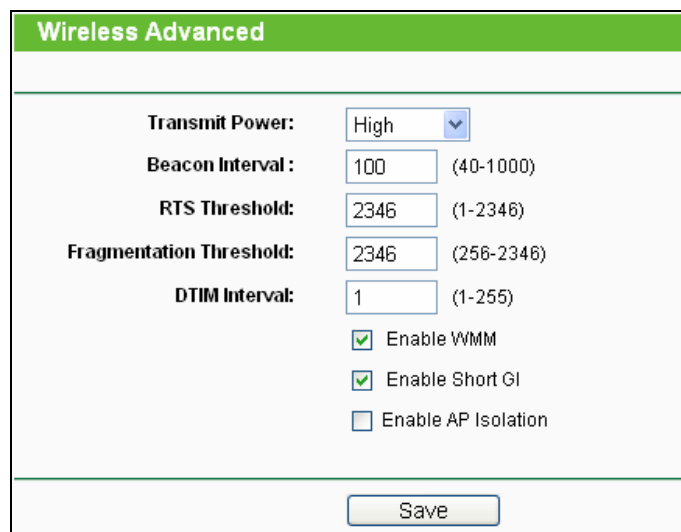 Wireless Advanced
Transmit Power: High
Beacon Interval : 100 (40-1000)
RTS Threshold: 2346 (1-2346)
Fragmentation Threshold: 2346 (256-2346)
DTIM Interval: 1 (1-255)
Enable WMM
Enable Short GI
Enable AP Isolation
Save